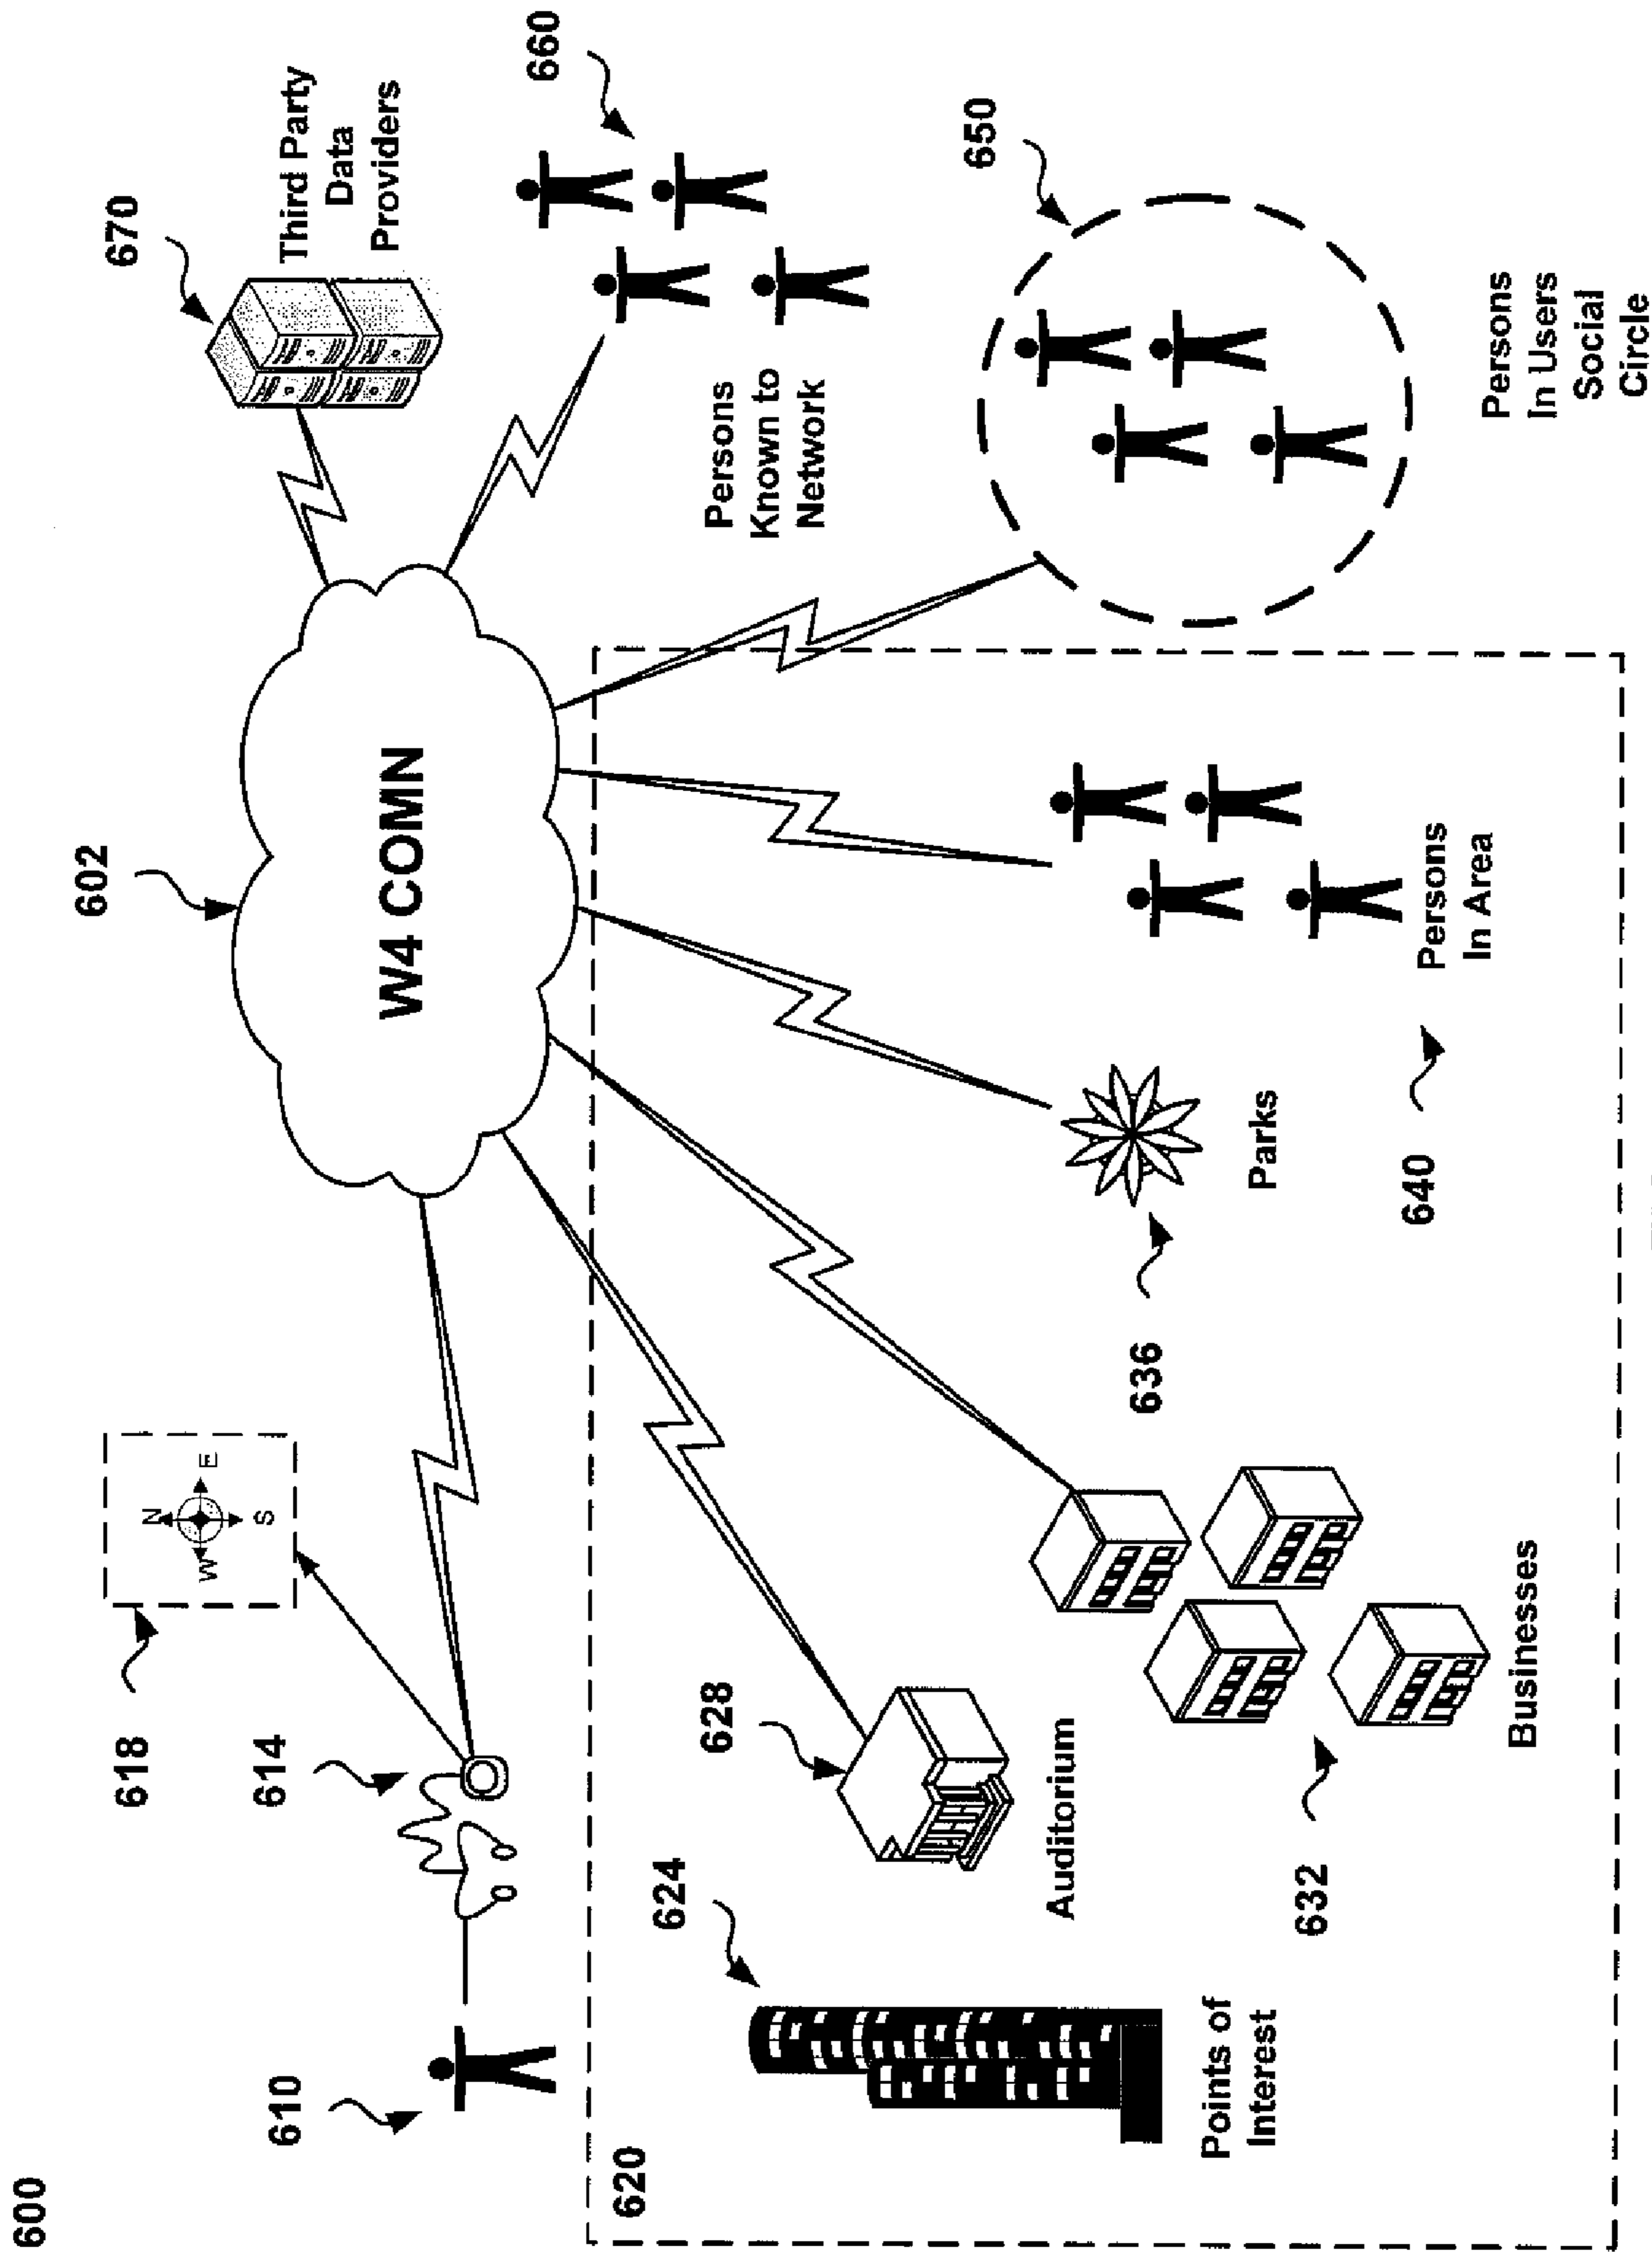 600
602
W4 COMN
670
Third Party
Data
Providers
660
Persons
Known to
Network
650
Persons
In Users
Social
Circle
618
N
W
E
S
614
610
620
624
Points of
Interest
628
Auditorium
632
Businesses
636
Parks
640
Persons
In Area